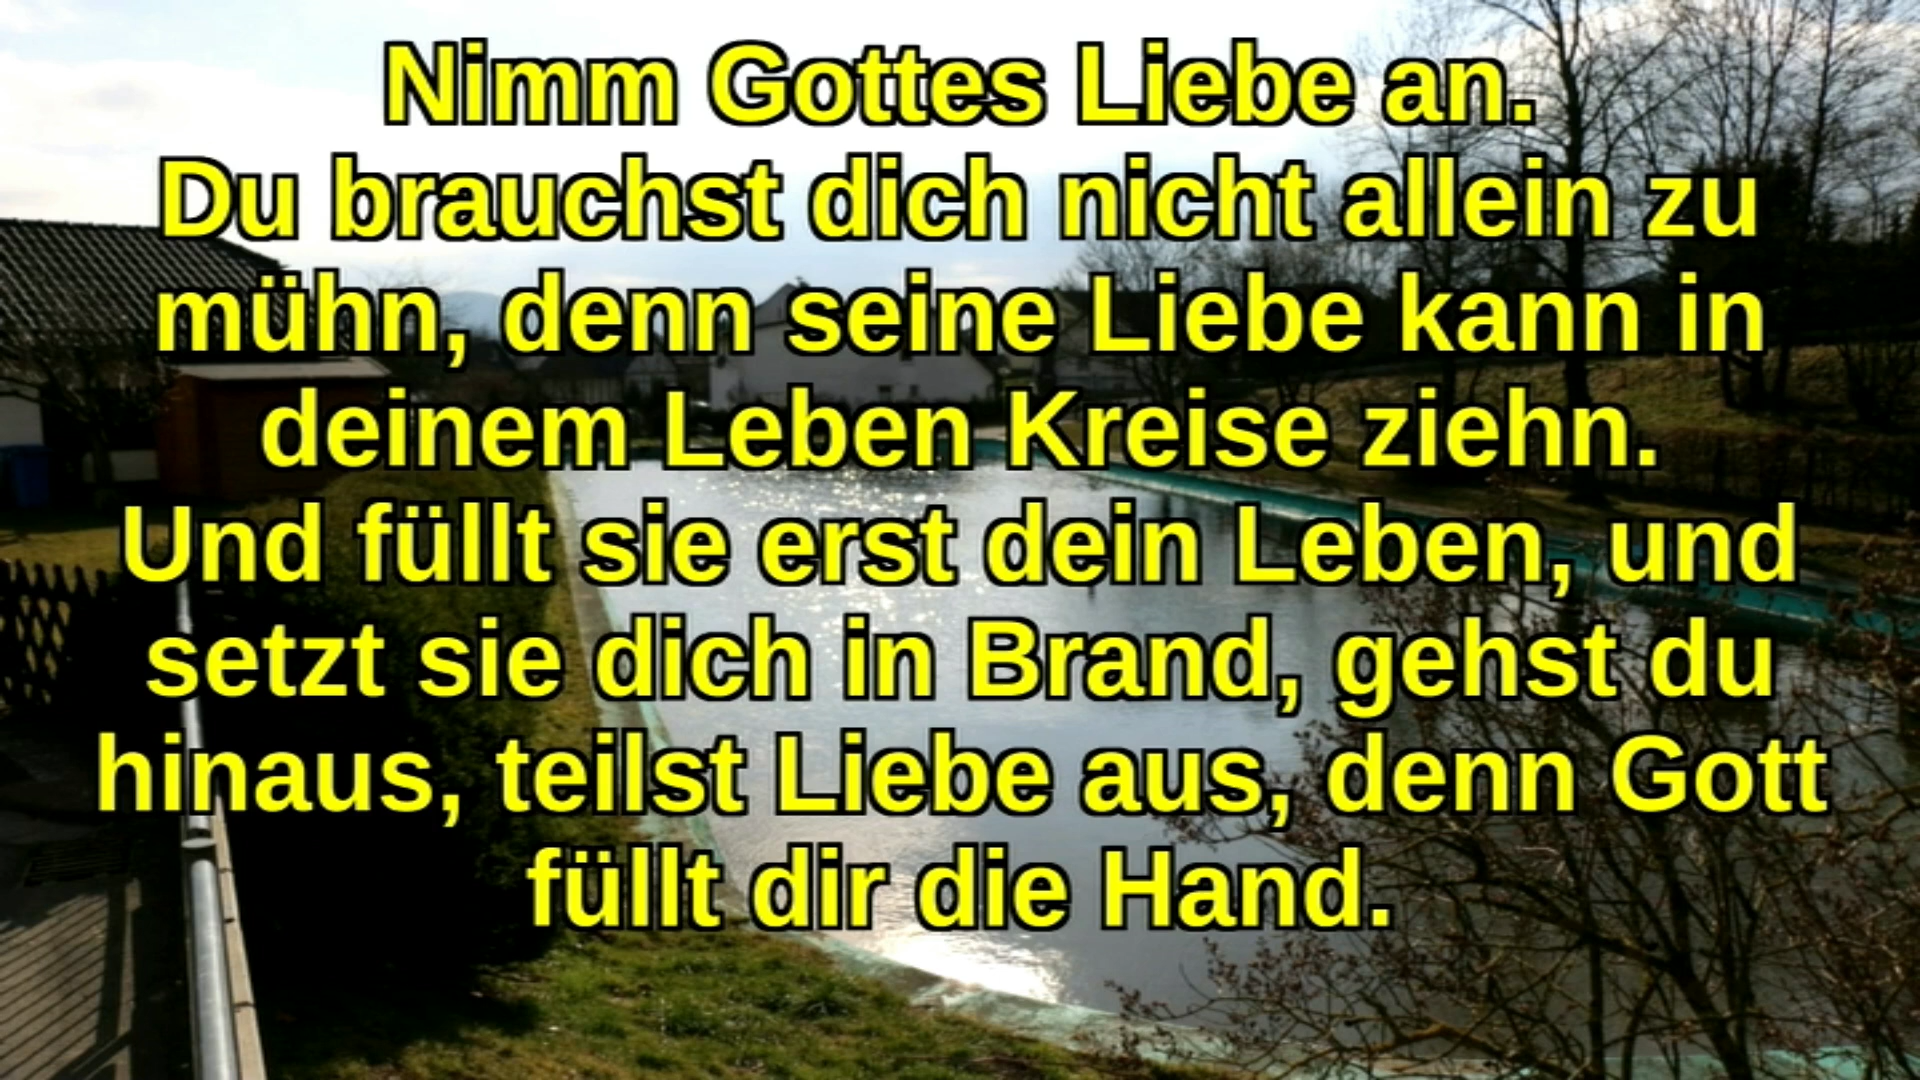 Nimm Gottes Liebe an.
Du brauchst dich nicht allein zu
mühn, denn seine Liebe kann in
deinem Leben Kreise ziehn.
Und füllt sie erst dein Leben, und
setzt sie dich in Brand, gehst du
hinaus, teilst Liebe aus, denn Gott
füllt dir die Hand.